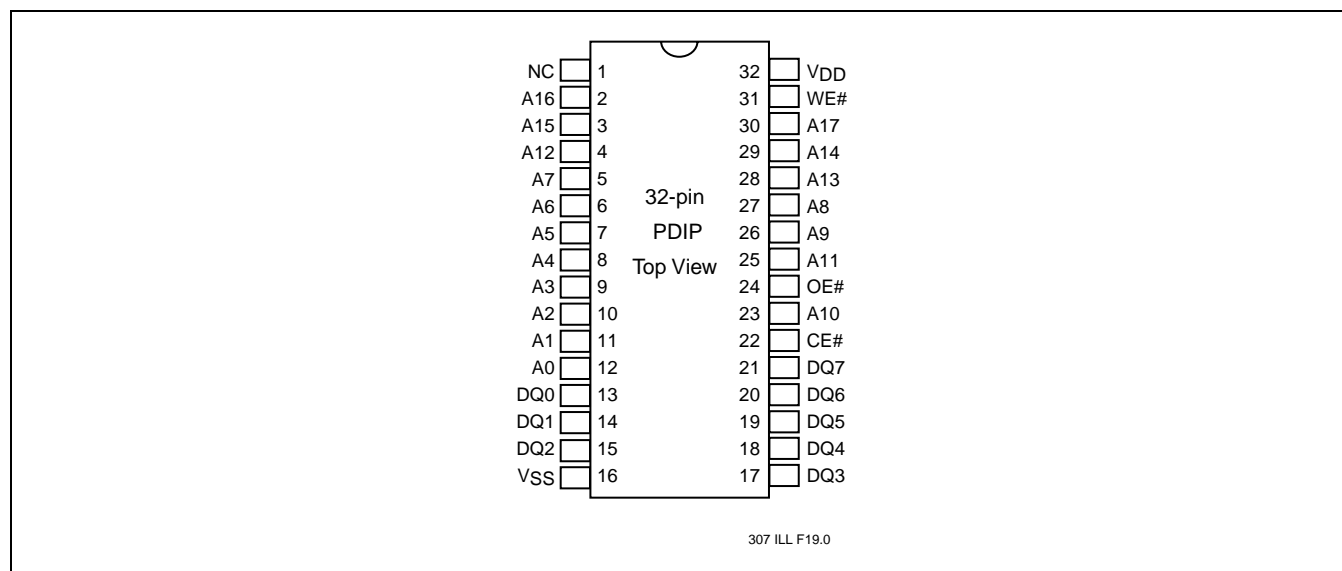 NC 1 32 VDD
A16 2 31 WE#
A15 3 30 A17
A12 4 29 A14
A7 5 28 A13
A6 6 32-pin 27 A8
A5 7 PDIP 26 A9
A4 8 Top View 25 A11
A3 9 24 OE#
A2 10 23 A10
A1 11 22 CE#
A0 12 21 DQ7
DQ0 13 20 DQ6
DQ1 14 19 DQ5
DQ2 15 18 DQ4
VSS 16 17 DQ3
307 ILL F19.0